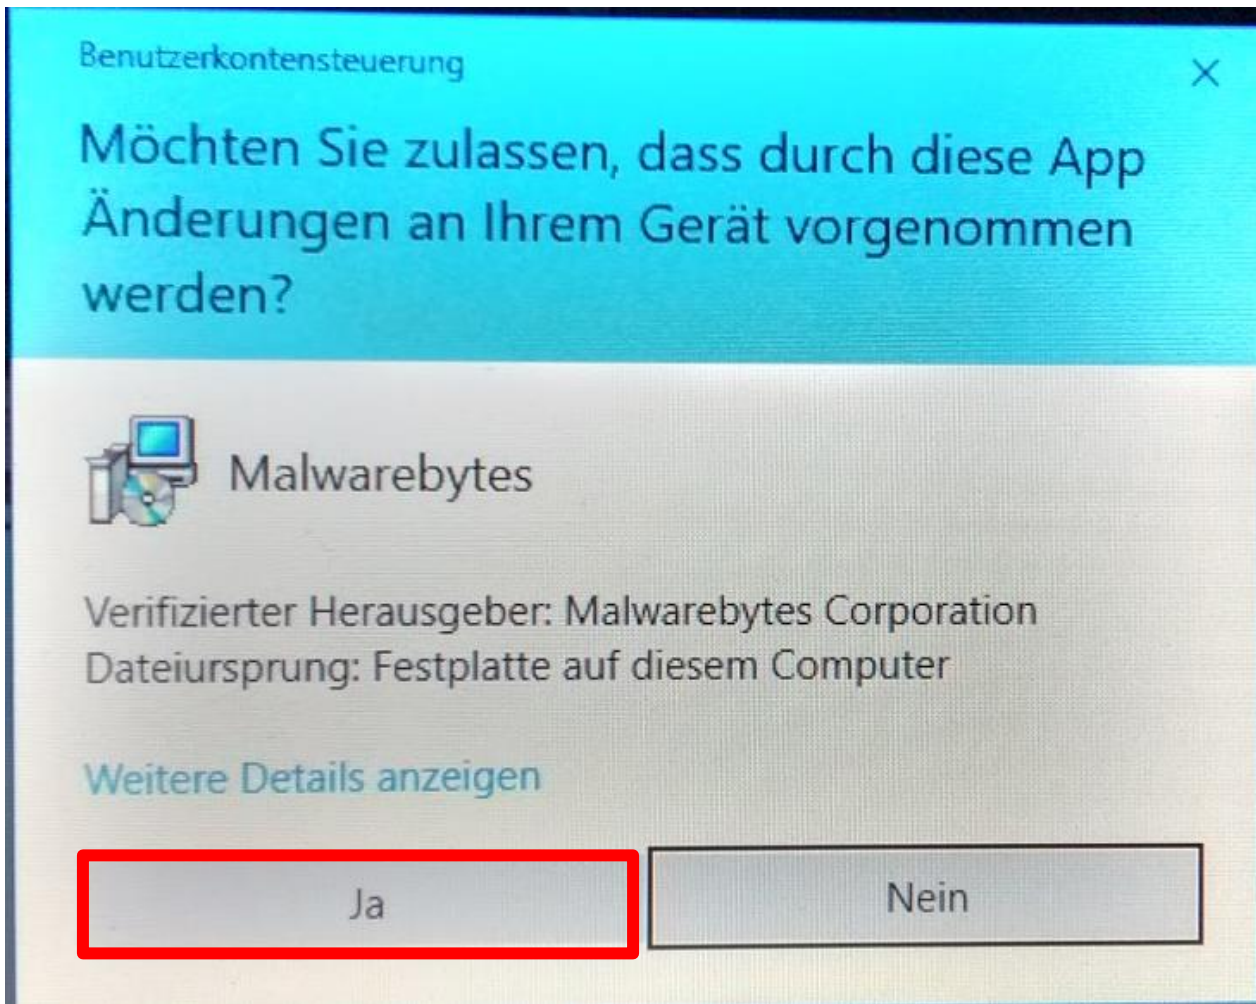 Benutzerkontensteuerung
Möchten Sie zulassen, dass durch diese App
Änderungen an Ihrem Gerät vorgenommen
werden?
Malwarebytes
Verifizierter Herausgeber: Malwarebytes Corporation
Dateiursprung: Festplatte auf diesem Computer
Weitere Details anzeigen
Ja
Nein